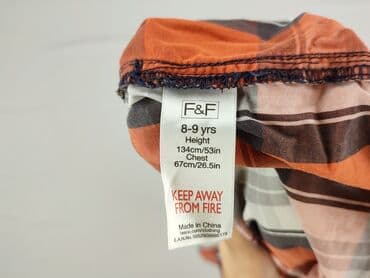 F&F
8-9 yrs
Height
134cm/53in
Chest
67cm/26.5in
KEEP AWAY
FROM FIRE
Made in China